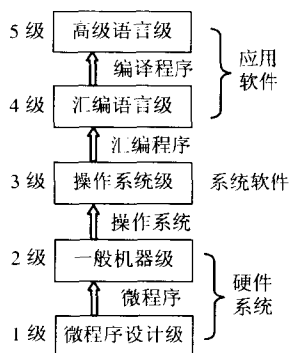 5 级 高级语言级
编译程序
应用
软件
4 级 汇编语言级
汇编程序
3 级 操作系统级 系统软件
操作系统
2 级 一般机器级
微程序
硬件
系统
1 级 微程序设计级